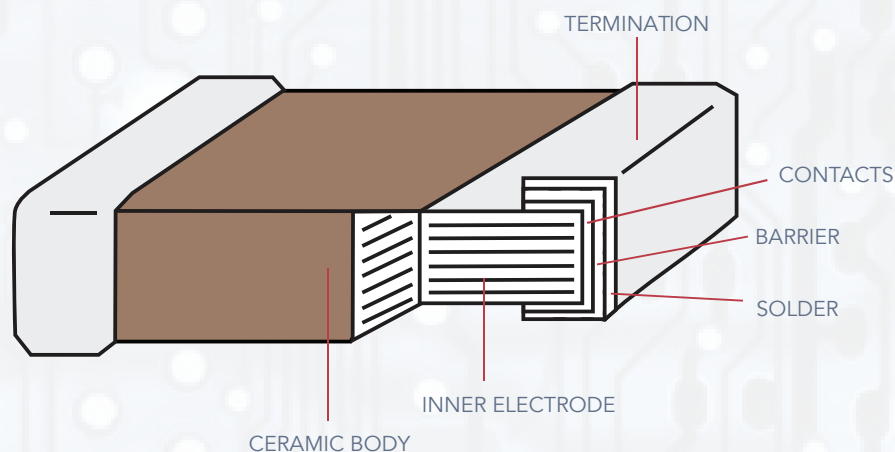 TERMINATION
CONTACTS
BARRIER
SOLDER
INNER ELECTRODE
CERAMIC BODY